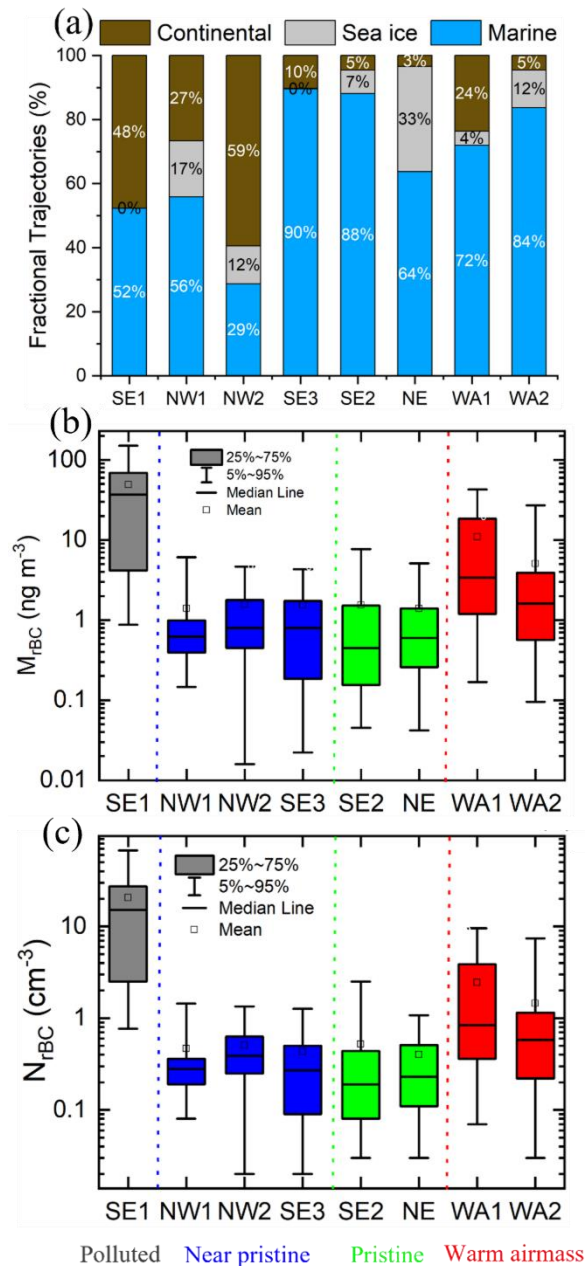 (a)
Continental Sea ice Marine
Fractional Trajectories (%)
100
80
60
40
20
0
48% 27% 59% 10% 5% 3% 24% 5%
0% 17% 12% 0% 7% 33% 4% 12%
52% 56% 29% 90% 88% 64% 72% 84%
SE1 NW1 NW2 SE3 SE2 NE WA1 WA2
(b)
M_rBC (ng m⁻³)
100
10
1
0.1
0.01
25%~75%
5%~95%
Median Line
Mean
SE1 NW1 NW2 SE3 SE2 NE WA1 WA2
(c)
N_rBC (cm⁻³)
10
1
0.1
25%~75%
5%~95%
Median Line
Mean
SE1 NW1 NW2 SE3 SE2 NE WA1 WA2
Polluted Near pristine Pristine Warm airmass